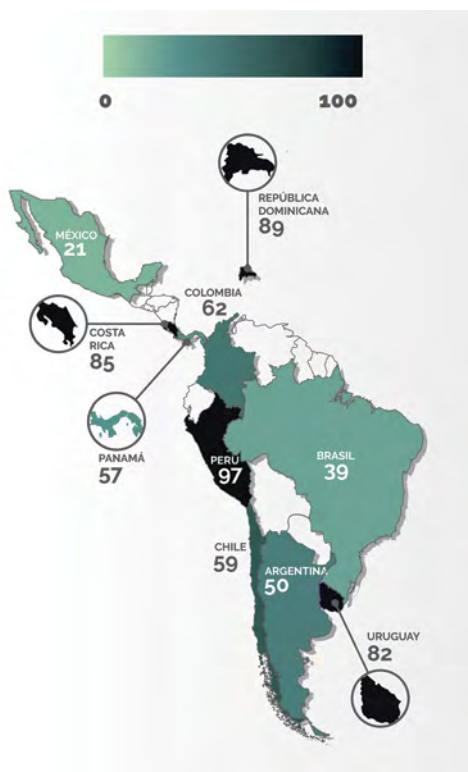 0
100
REPÚBLICA
DOMINICANA
89
MÉXICO
21
COLOMBIA
62
COSTA
RICA
85
PANAMÁ
57
PERÚ
97
BRASIL
39
CHILE
59
ARGENTINA
50
URUGUAY
82